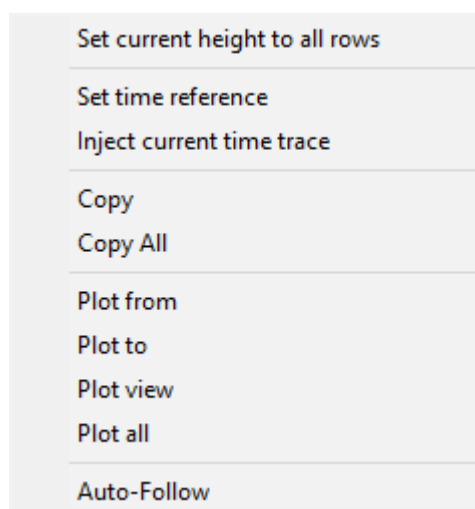 Set current height to all rows
Set time reference
Inject current time trace
Copy
Copy All
Plot from
Plot to
Plot view
Plot all
Auto-Follow